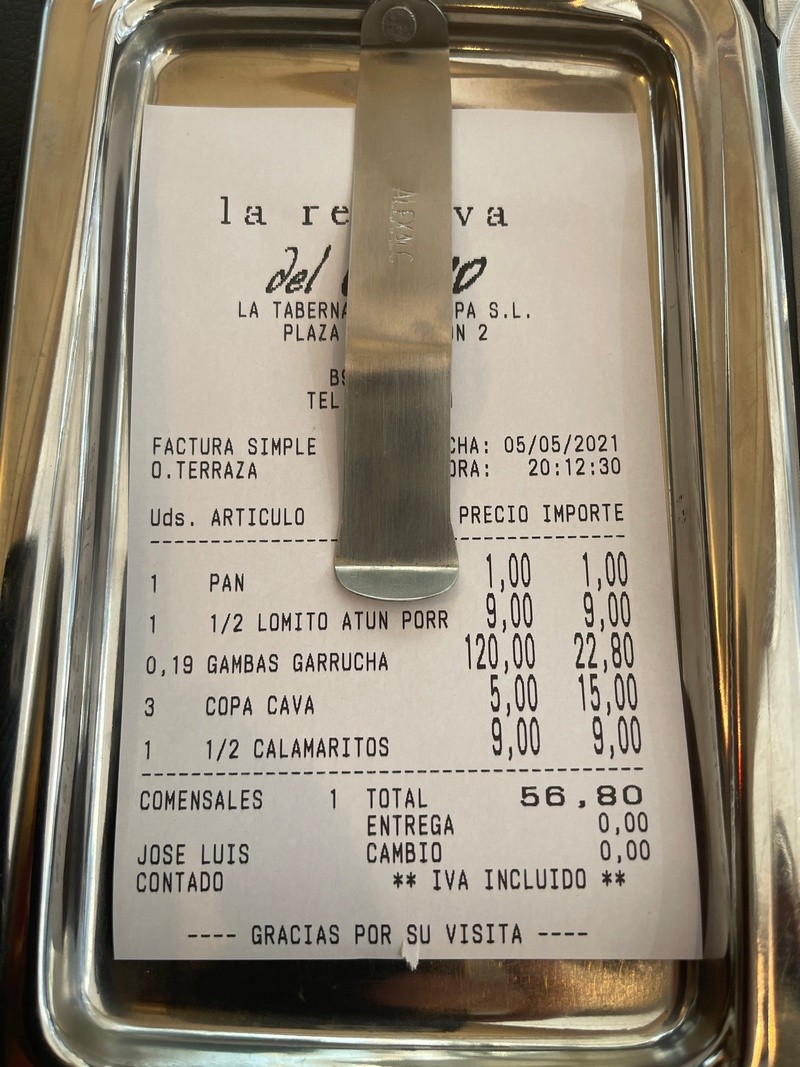 la re va
del
LA TABERNA PA S.L.
PLAZA N 2
TEL
FACTURA SIMPLE CHA: 05/05/2021
O.TERRAZA ORA: 20:12:30
Uds. ARTICULO PRECIO IMPORTE
1 PAN 1,00 1,00
1 1/2 LOMITO ATUN PORR 9,00 9,00
0,19 GAMBAS GARRUCHA 120,00 22,80
3 COPA CAVA 5,00 15,00
1 1/2 CALAMARITOS 9,00 9,00
COMENSALES 1 TOTAL 56,80
ENTREGA 0,00
JOSE LUIS CAMBIO 0,00
CONTADO ** IVA INCLUIDO **
---- GRACIAS POR SU VISITA ----